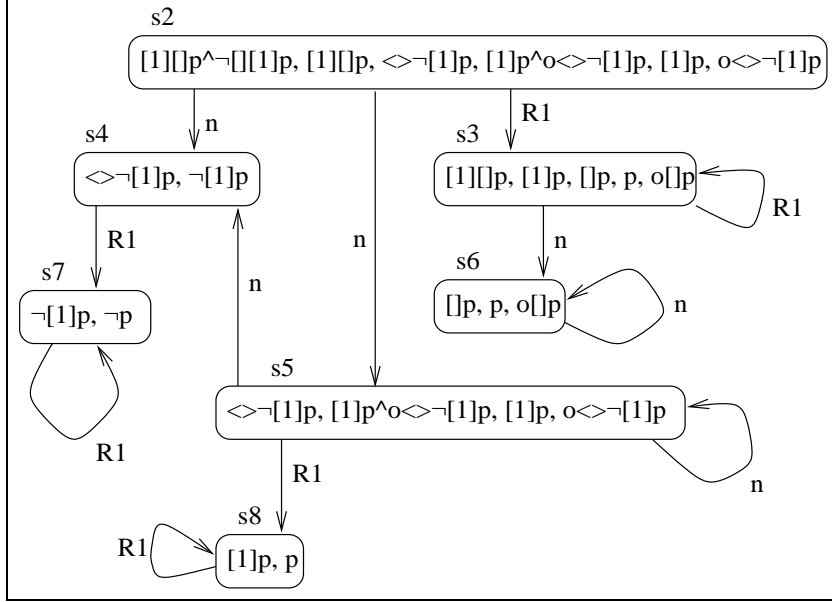 s2
[1][]p^¬[][1]p, [1][]p, <>¬[1]p, [1]p^o<>¬[1]p, [1]p, o<>¬[1]p
n
R1
s4
s3
<>¬[1]p, ¬[1]p
[1][]p, [1]p, []p, p, o[]p
R1
R1
n
n
n
s7
s6
¬[1]p, ¬p
[]p, p, o[]p
n
s5
<>¬[1]p, [1]p^o<>¬[1]p, [1]p, o<>¬[1]p
R1
R1
n
s8
R1
[1]p, p